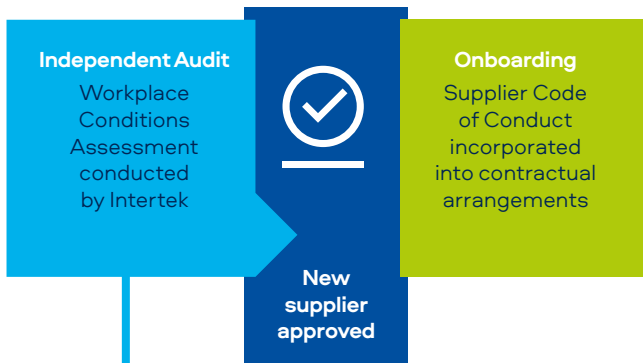 Independent Audit
Workplace
Conditions
Assessment
conducted
by Intertek
New
supplier
approved
Onboarding
Supplier Code
of Conduct
incorporated
into contractual
arrangements